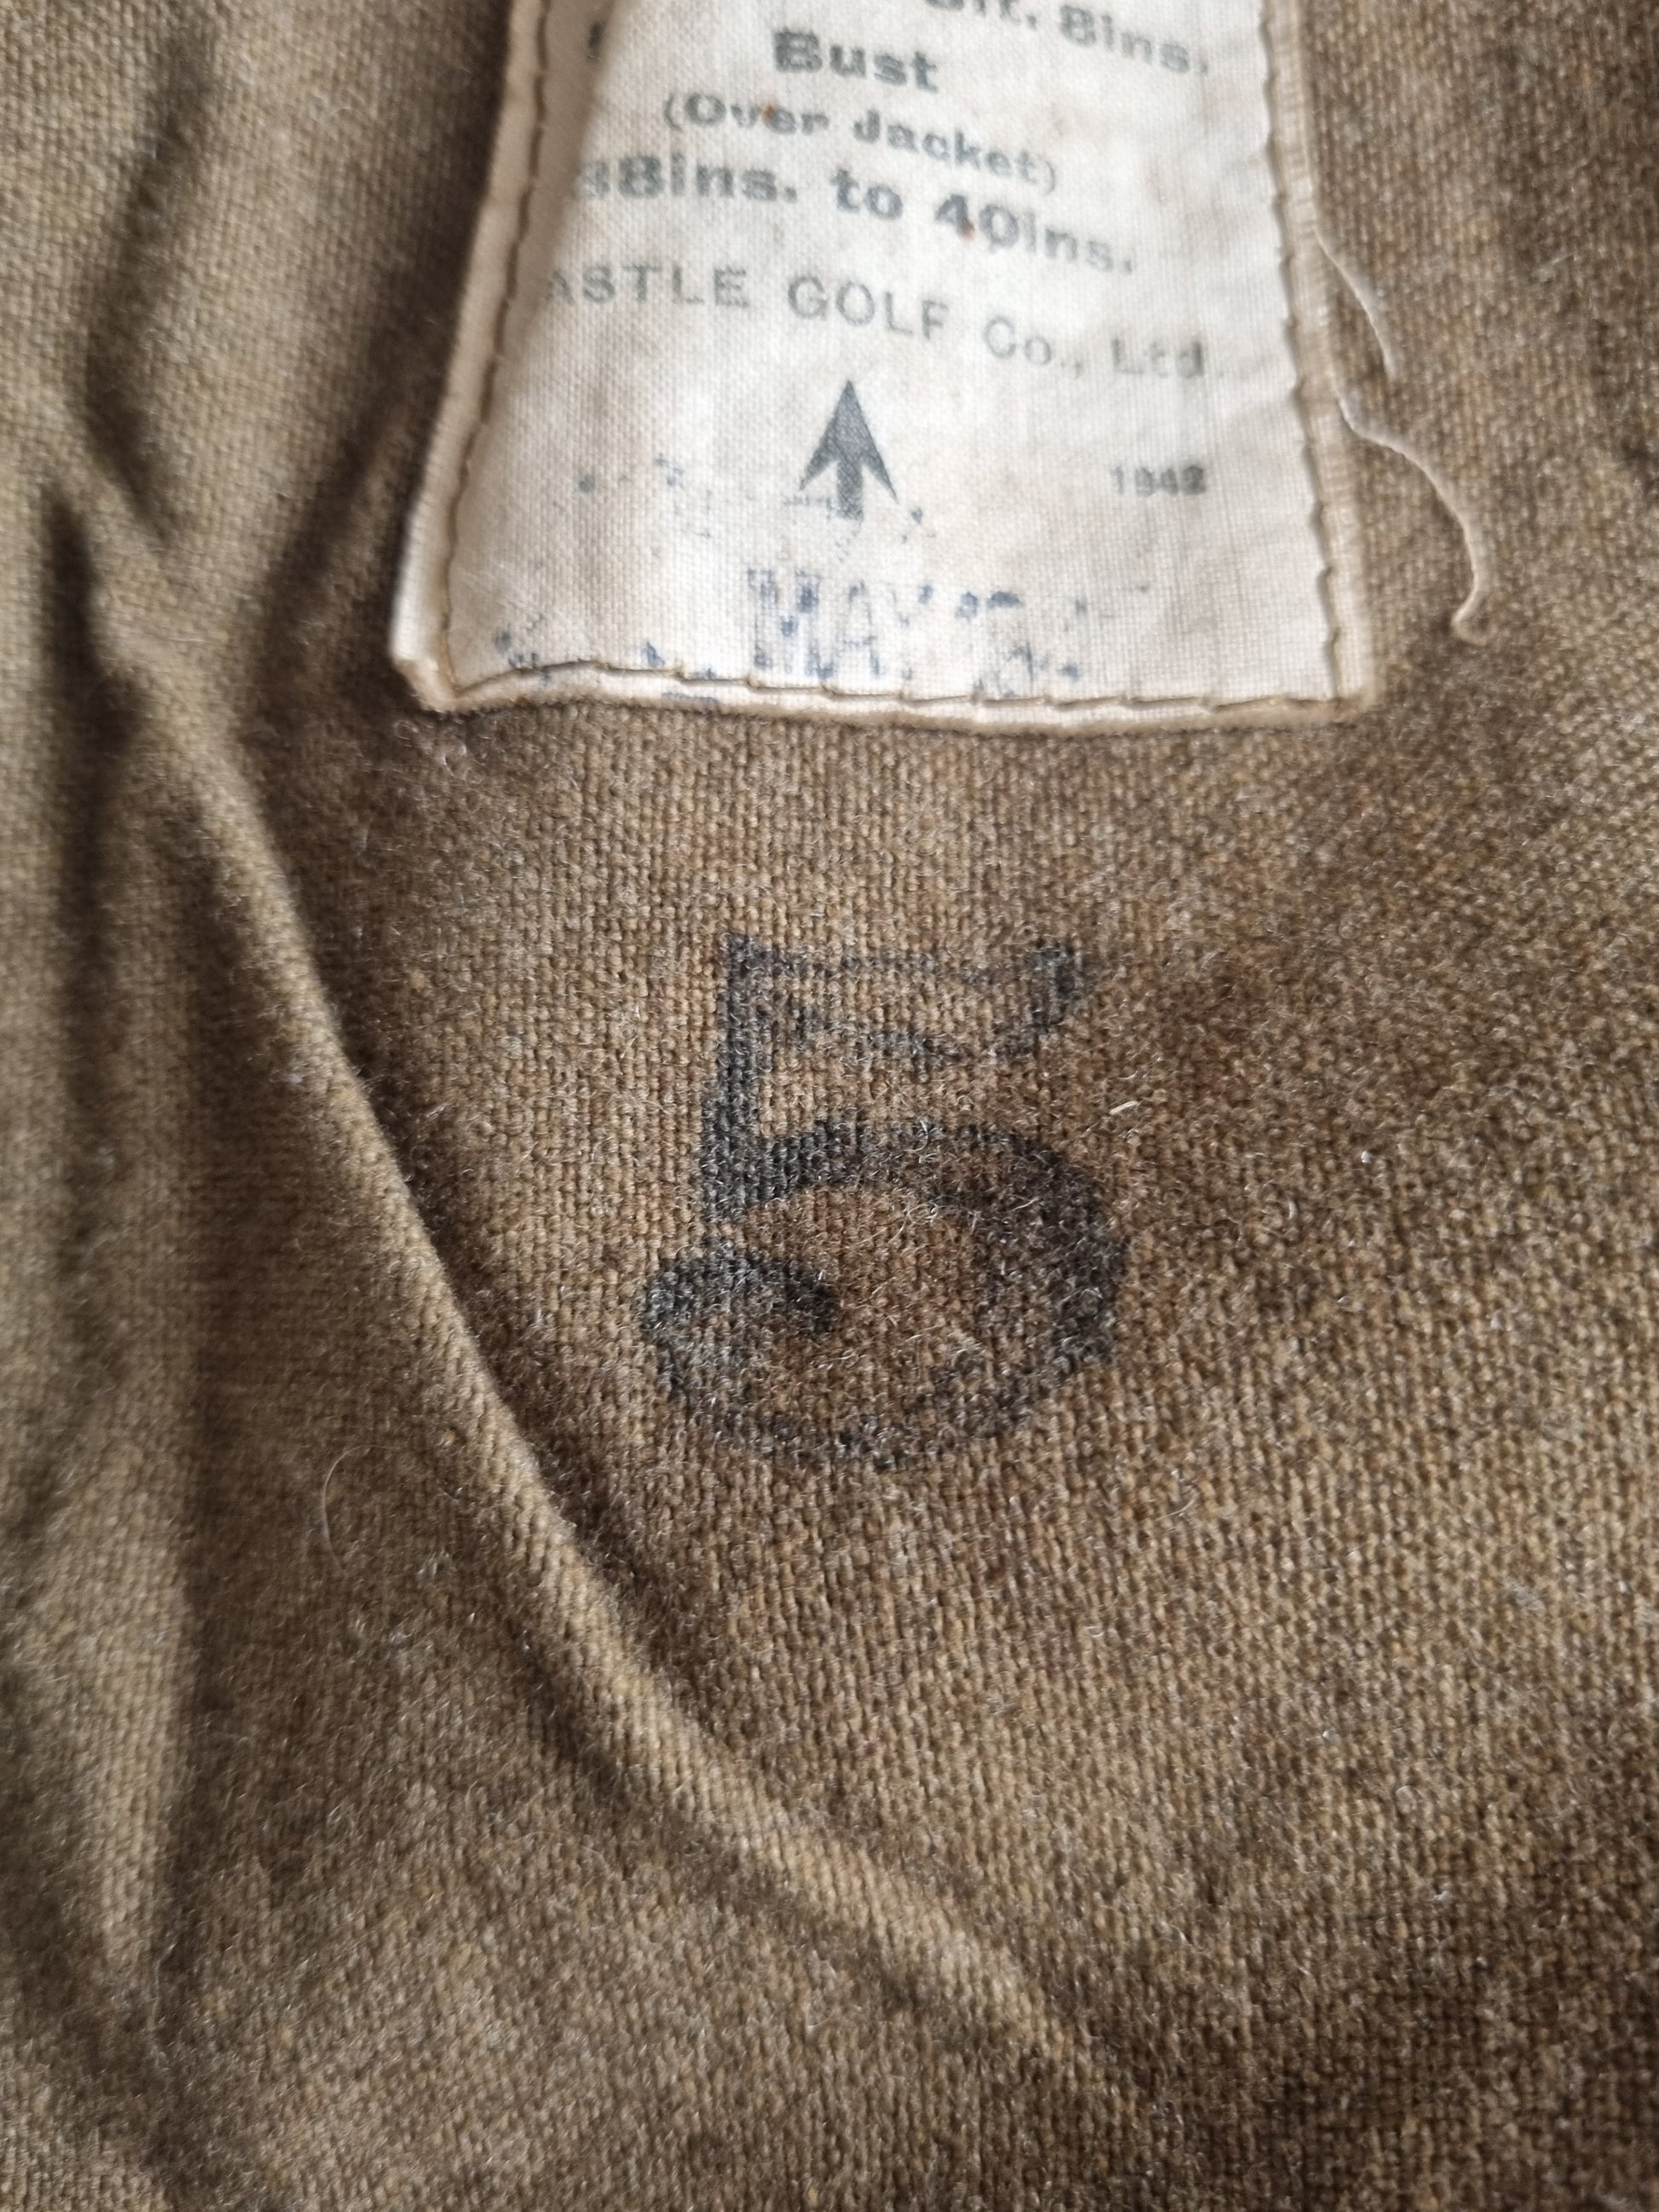 8ins.
Bust
(Over Jacket)
38ins. to 40ins.
ASTLE GOLF Co., Ltd.
1942
MAY
5